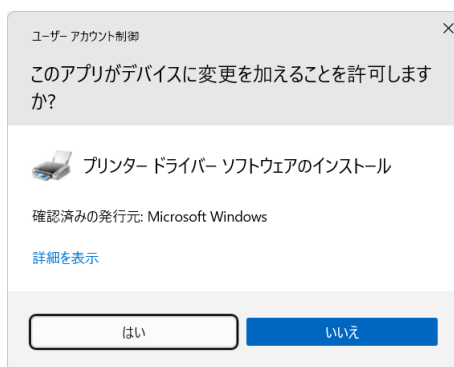 ユーザー アカウント制御
このアプリがデバイスに変更を加えることを許可します
か?
プリンター ドライバー ソフトウェアのインストール
確認済みの発行元: Microsoft Windows
詳細を表示
はい
いいえ